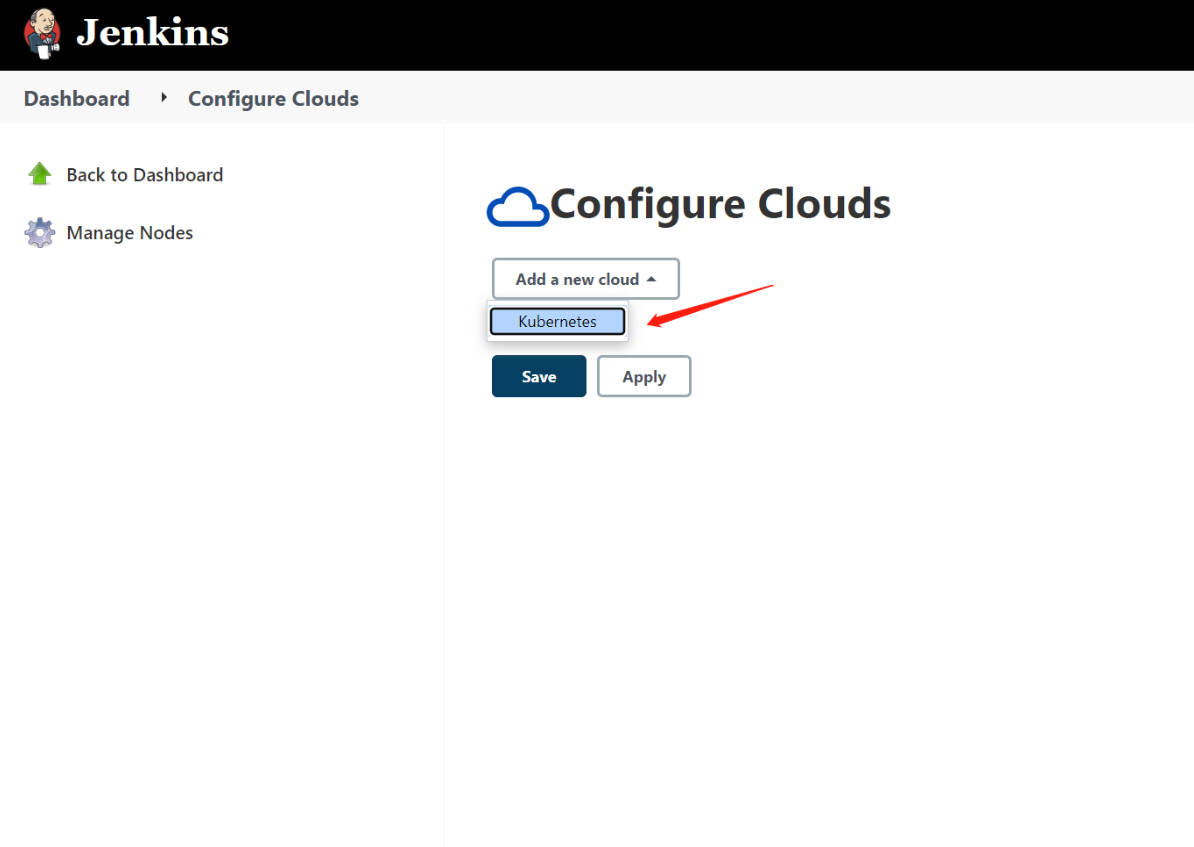 Jenkins
Dashboard Configure Clouds
Back to Dashboard
Manage Nodes
Configure Clouds
Add a new cloud
Kubernetes
Save Apply